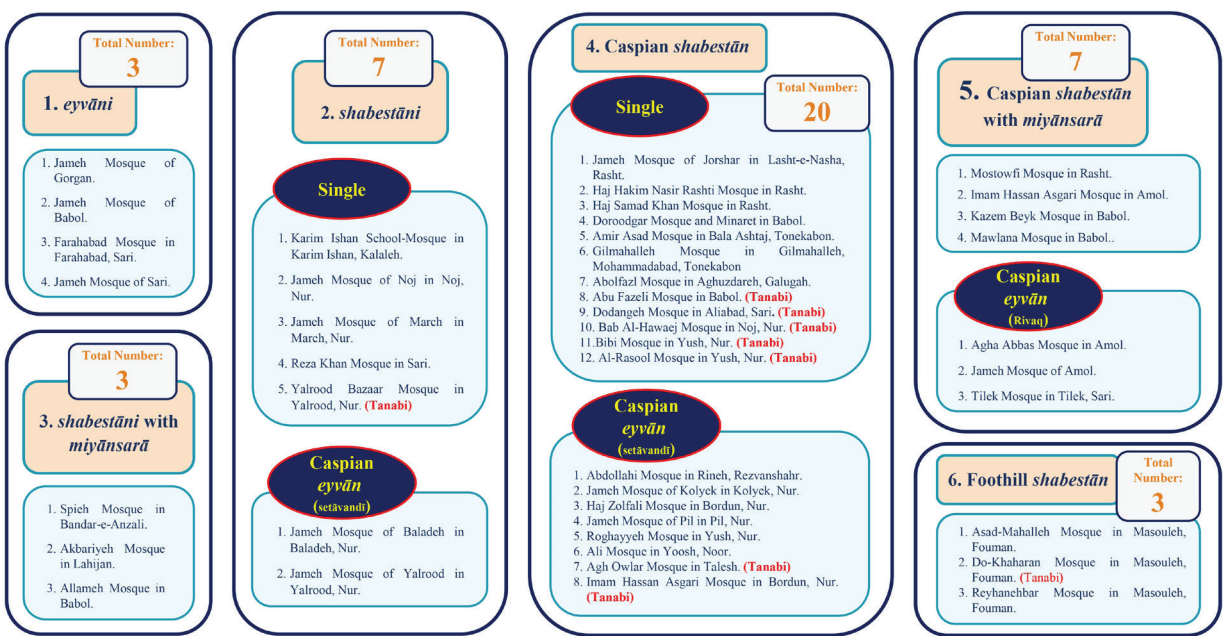 Total Number:
3
1. eyvāni
1. Jameh Mosque of
Gorgan.
2. Jameh Mosque of
Babol.
3. Farahabad Mosque in
Farahabad, Sari.
4. Jameh Mosque of Sari.
Total Number:
3
3. shabestāni with
miyānsarā
1. Spieh Mosque in
Bandar-e-Anzali.
2. Akbariyeh Mosque
in Lahijan.
3. Allameh Mosque in
Babol.
Total Number:
7
2. shabestāni
Single
1. Karim Ishan School-Mosque in
Karim Ishan, Kalaleh.
2. Jameh Mosque of Noj in Noj,
Nur.
3. Jameh Mosque of March in
March, Nur.
4. Reza Khan Mosque in Sari.
5. Yalrood Bazaar Mosque in
Yalrood, Nur. (Tanabi)
Caspian
eyvān
(setāvandī)
1. Jameh Mosque of Baladeh in
Baladeh, Nur.
2. Jameh Mosque of Yalrood in
Yalrood, Nur.
4. Caspian shabestān
Total Number:
20
Single
1. Jameh Mosque of Jorshar in Lasht-e-Nasha,
Rasht.
2. Haj Hakim Nasir Rashti Mosque in Rasht.
3. Haj Samad Khan Mosque in Rasht.
4. Doroodgar Mosque and Minaret in Babol.
5. Amir Asad Mosque in Bala Ashtaj, Tonekabon.
6. Gilmahalleh Mosque in Gilmahalleh,
Mohammadabad, Tonekabon
7. Abolfazl Mosque in Aghuzdareh, Galugah.
8. Abu Fazeli Mosque in Babol. (Tanabi)
9. Dodangeh Mosque in Aliabad, Sari. (Tanabi)
10. Bab Al-Hawaej Mosque in Noj, Nur. (Tanabi)
11.Bibi Mosque in Yush, Nur. (Tanabi)
12. Al-Rasool Mosque in Yush, Nur. (Tanabi)
Caspian
eyvān
(setāvandī)
1. Abdollahi Mosque in Rineh, Rezvanshahr.
2. Jameh Mosque of Kolyek in Kolyek, Nur.
3. Haj Zolfali Mosque in Bordun, Nur.
4. Jameh Mosque of Pil in Pil, Nur.
5. Roghayyeh Mosque in Yush, Nur.
6. Ali Mosque in Yoosh, Noor.
7. Agh Owlar Mosque in Talesh. (Tanabi)
8. Imam Hassan Asgari Mosque in Bordun, Nur.
(Tanabi)
Total Number:
7
5. Caspian shabestān
with miyānsarā
1. Mostowfi Mosque in Rasht.
2. Imam Hassan Asgari Mosque in Amol.
3. Kazem Beyk Mosque in Babol.
4. Mawlana Mosque in Babol..
Caspian
eyvān
(Rivaq)
1. Agha Abbas Mosque in Amol.
2. Jameh Mosque of Amol.
3. Tilek Mosque in Tilek, Sari.
6. Foothill shabestān
Total
Number:
3
1. Asad-Mahalleh Mosque in Masouleh,
Fouman.
2. Do-Khaharan Mosque in Masouleh,
Fouman. (Tanabi)
3. Reyhanehbar Mosque in Masouleh,
Fouman.